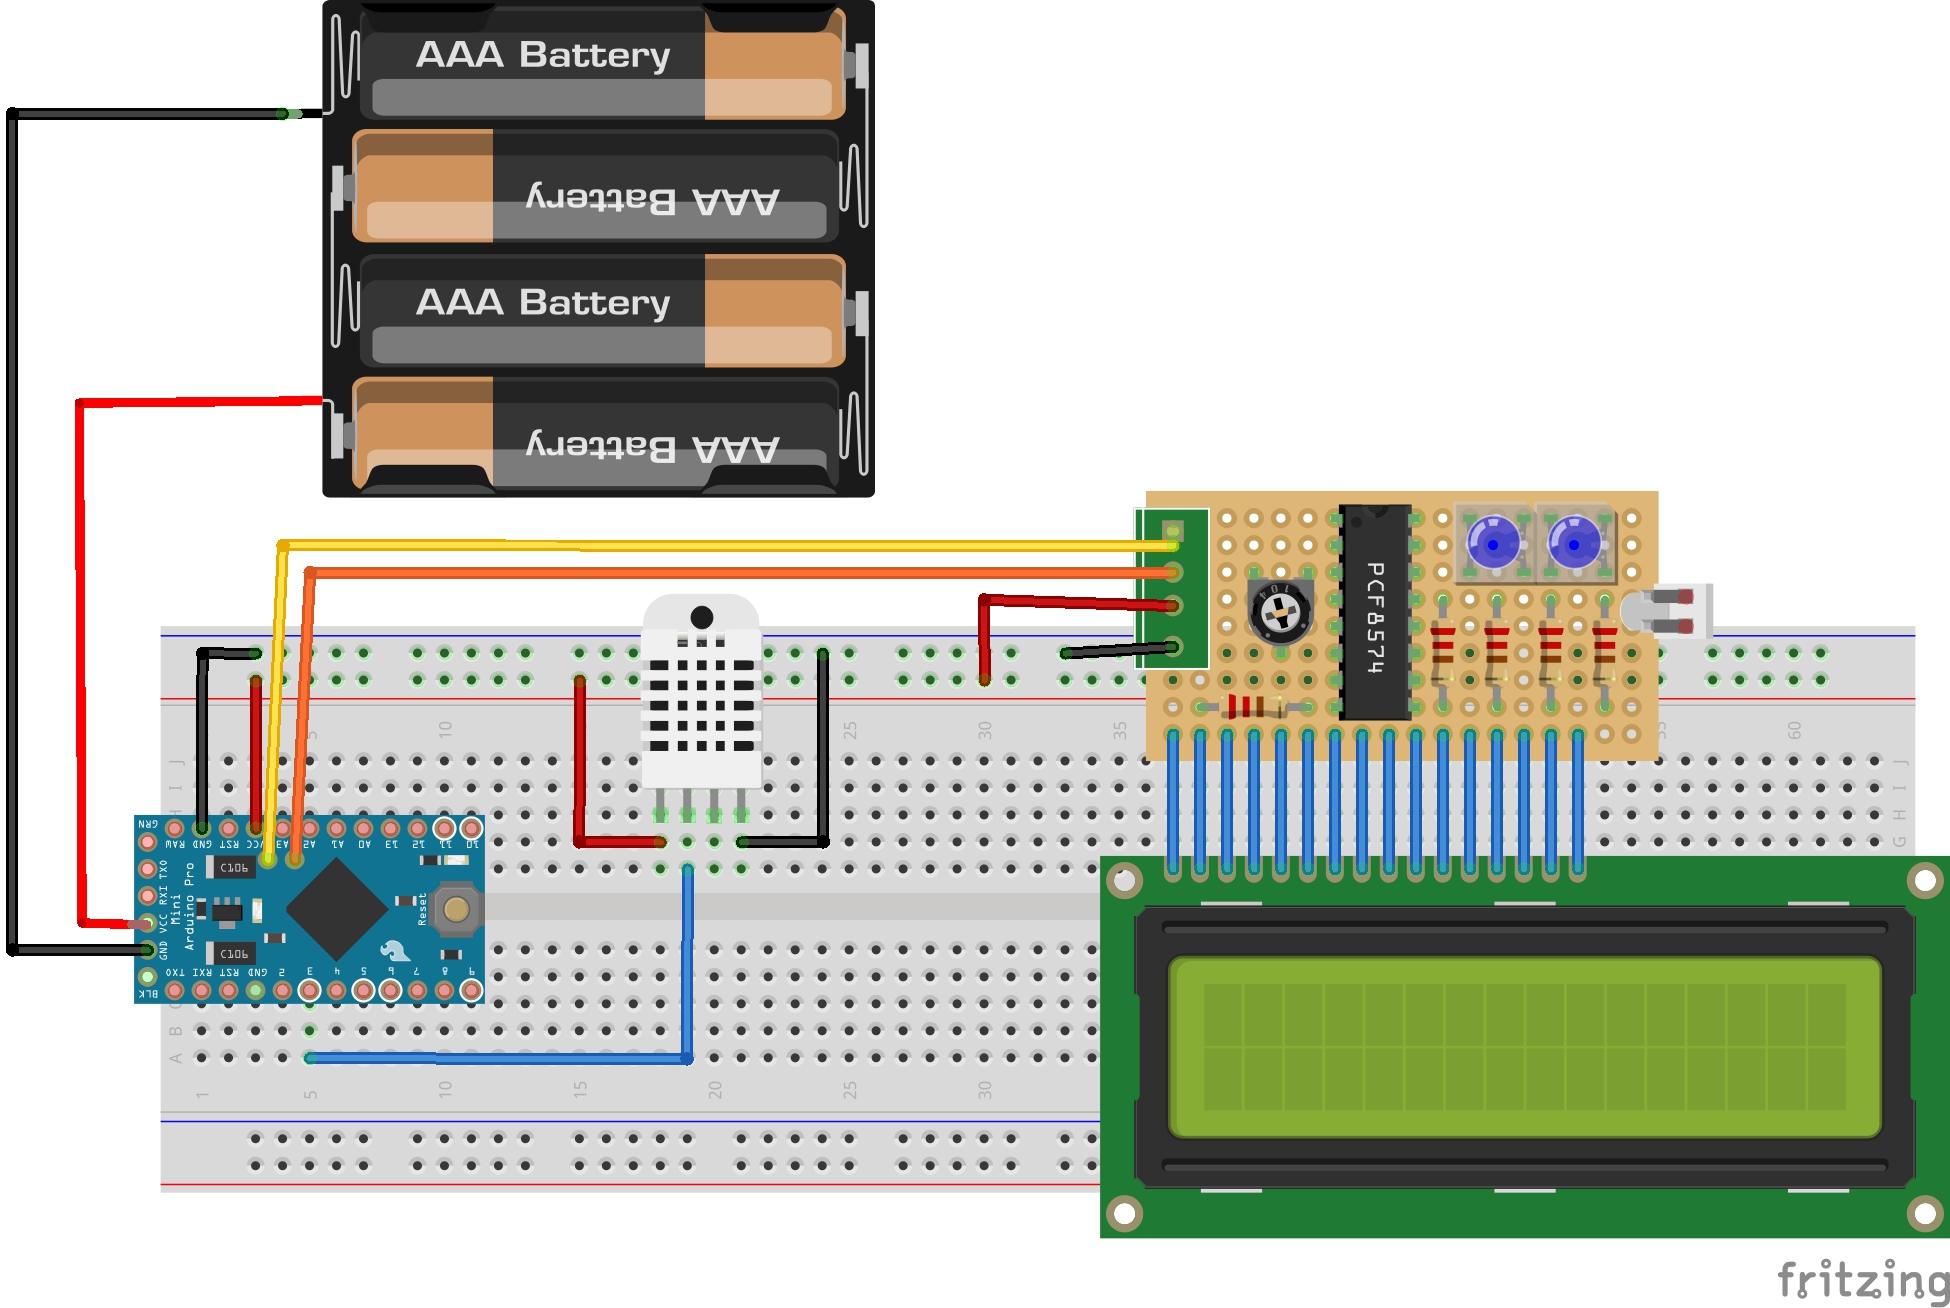 AAA Battery
AAA Battery
AAA Battery
AAA Battery
104
PCF8574
5
10
25
30
35
55
60
J
I
H
G
J
I
H
G
GRN
RAW
GND
RST
VCC
A3
A2
A1
A0
13
12
11
10
TXO
RXI
VCC
GND
BLK
C106
Arduino Pro
Mini
Reset
C106
TXO
RXI
RST
GND
2
3
4
5
6
7
8
9
C
B
A
1
5
10
15
20
25
30
fritzing